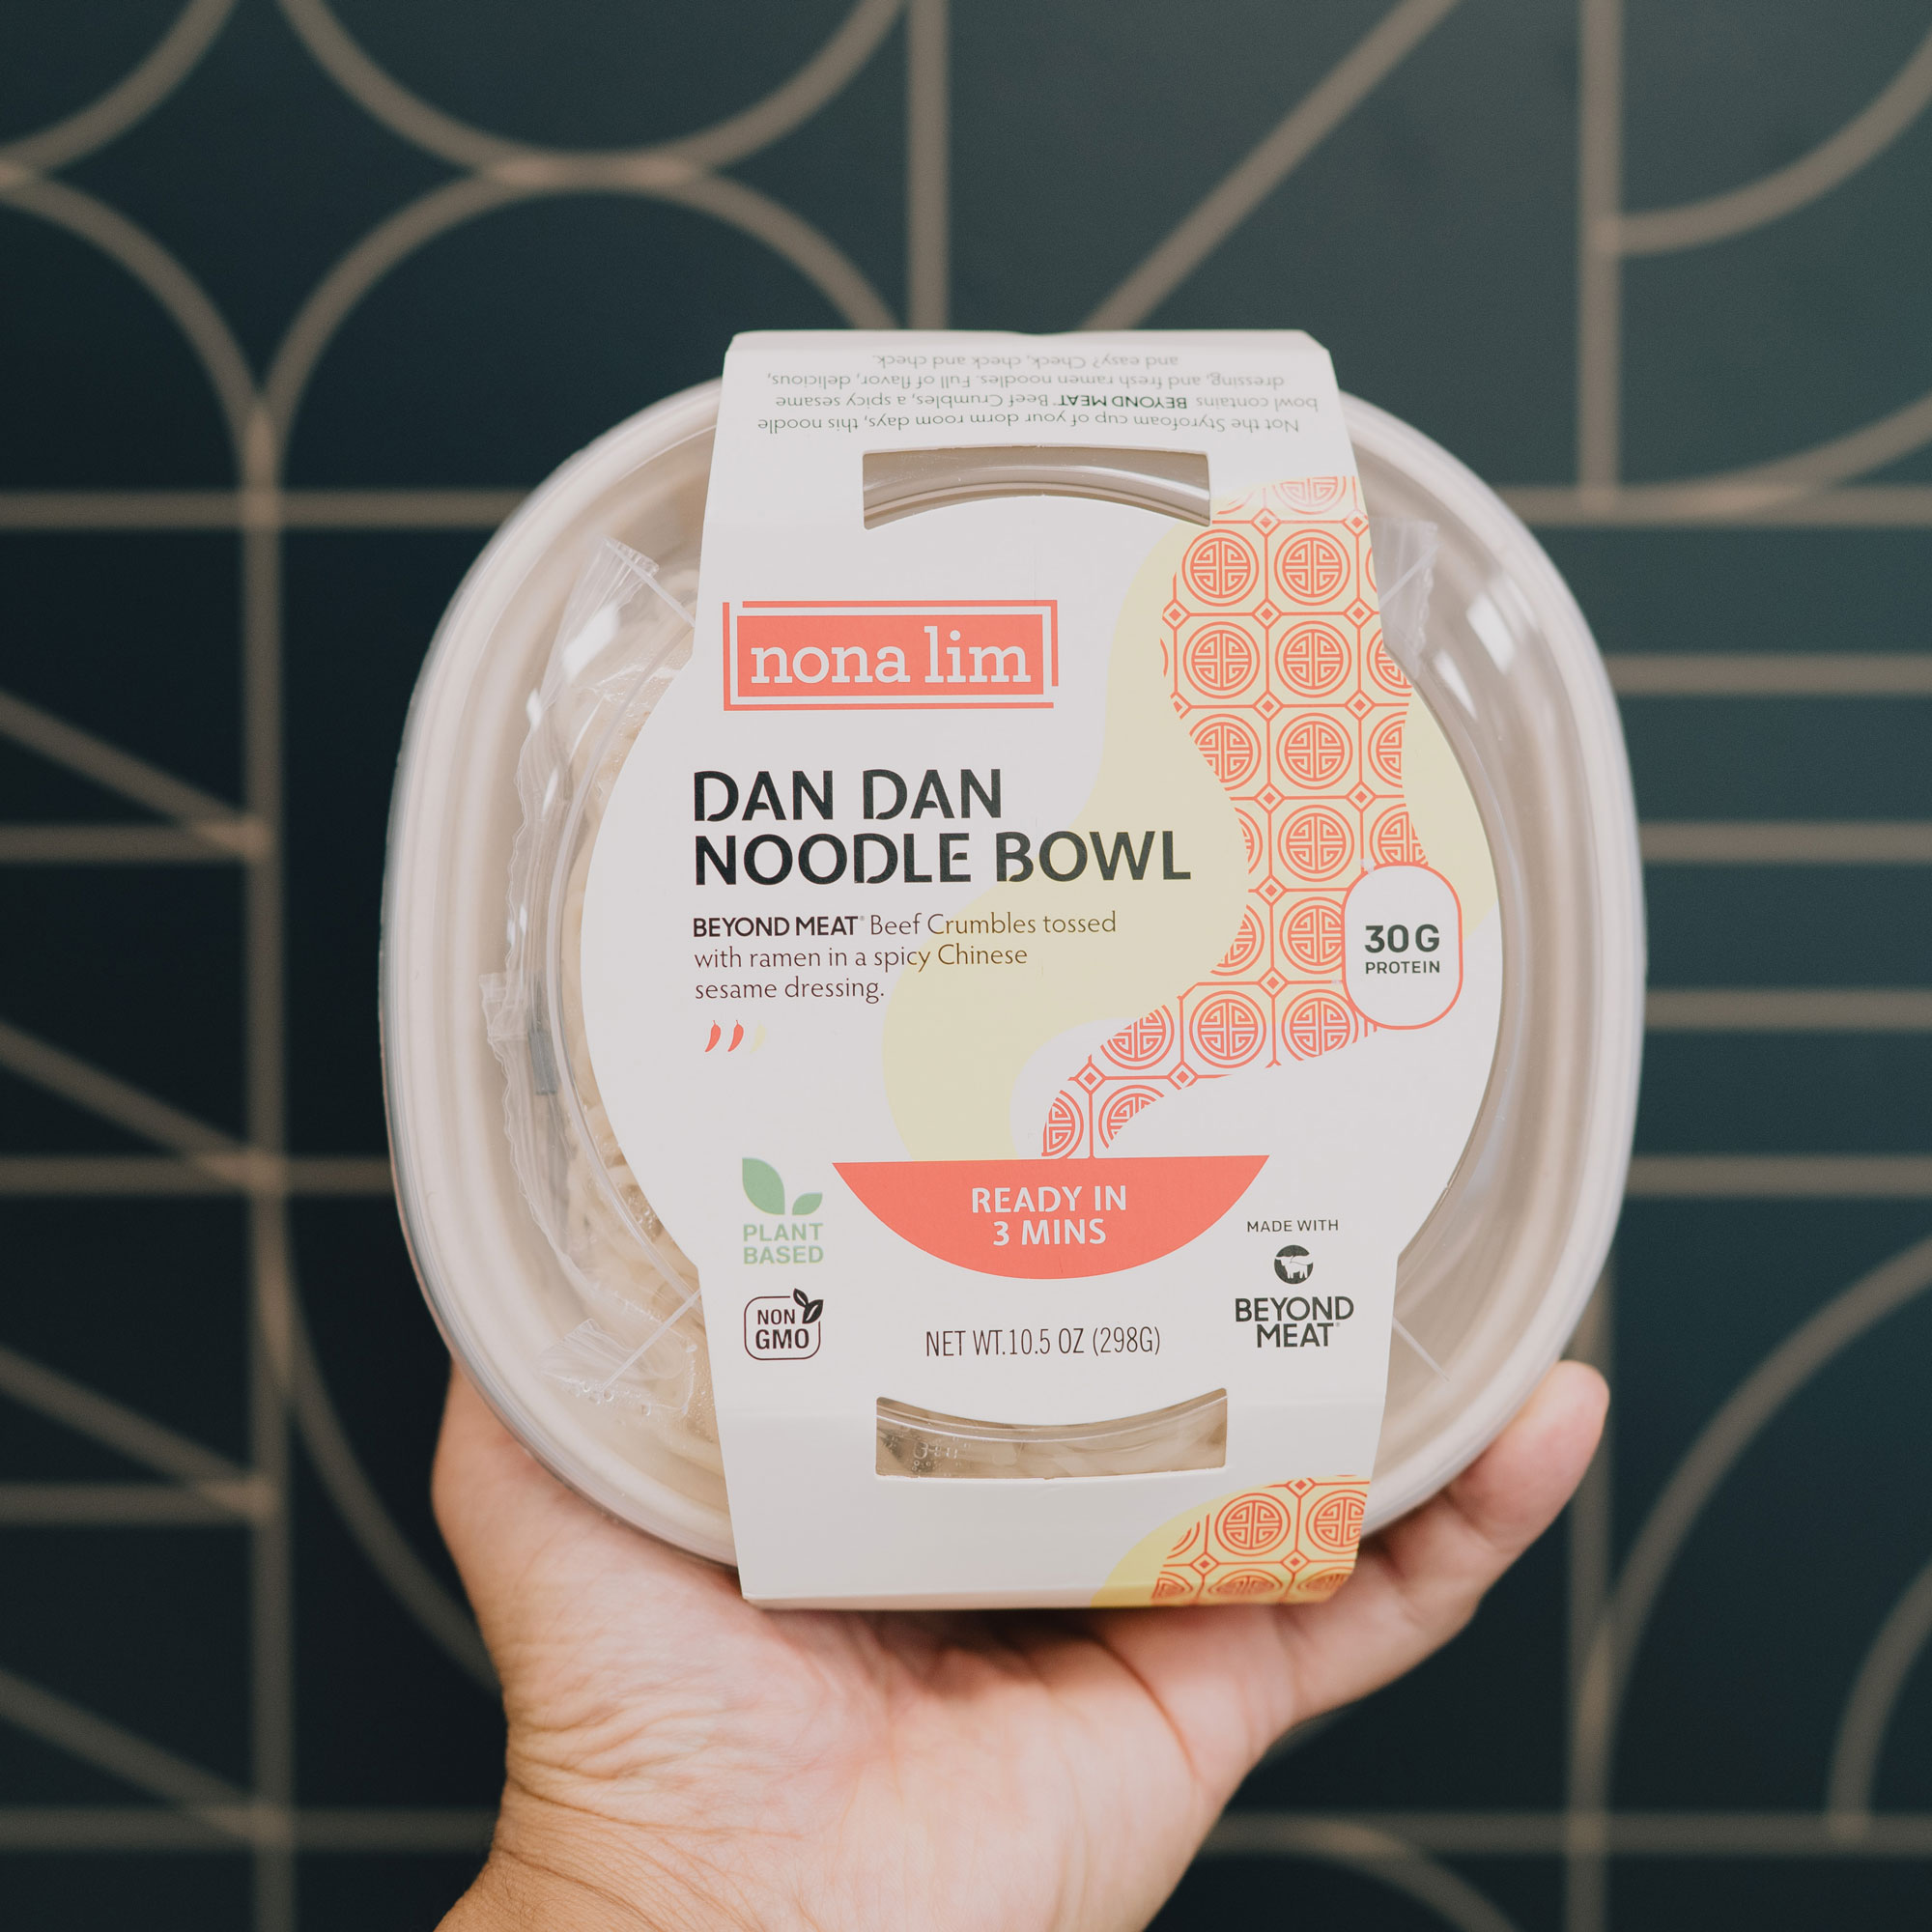 Not the Styrofoam cup of your dorm room days, this noodle
bowl contains BEYOND MEAT™ Beef Crumbles, a spicy sesame
dressing, and fresh ramen noodles. Full of flavor, delicious,
and easy? Check, check and check.
nona lim
DAN DAN
NOODLE BOWL
BEYOND MEAT® Beef Crumbles tossed
with ramen in a spicy Chinese
sesame dressing.
30 G
PROTEIN
READY IN
3 MINS
PLANT
BASED
NON
GMO
MADE WITH
BEYOND
MEAT®
NET WT.10.5 OZ (298G)